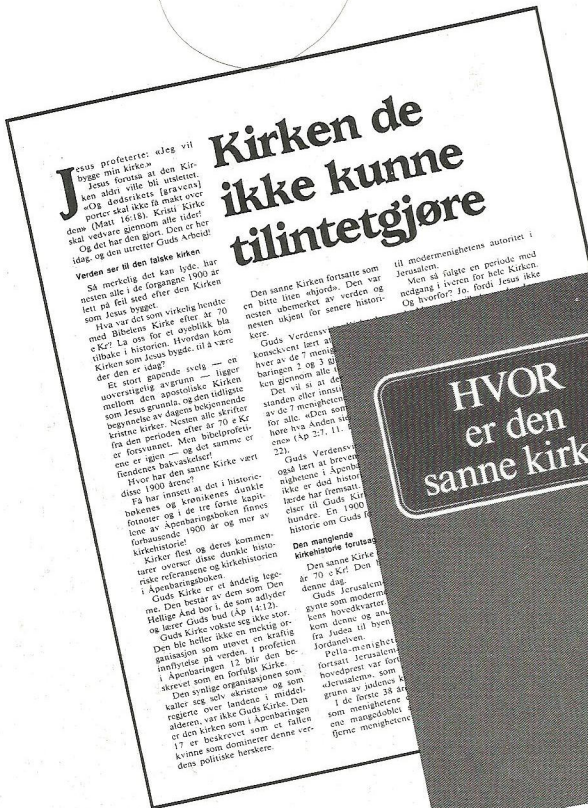 Kirken de
ikke kunne
tilintetgjøre
Jesus profeterte: «Jeg vil
bygge min kirke.»
Jesus forutsa at den Kir-
ken aldri ville bli utslettet.
«Og dødsrikets [gravens]
porter skal ikke få makt over
den» (Matt 16:18). Kristi Kirke
skal vedvare gjennom alle tider!
Og det har den gjort. Den er her
idag, og den utretter Guds Arbeid!
Verden ser til den falske kirken
Så merkelig det kan lyde, har
nesten alle i de forgangne 1900 år
lett på feil sted efter den Kirken
som Jesus bygget.
Hva var det som virkelig hendte
med Bibelens Kirke efter år 70
e Kr? La oss for et øyeblikk bla
tilbake i historien. Hvordan kom
Kirken som Jesus bygde, til å være
der den er idag?
Et stort gapende svelg — en
uoverstigelig avgrunn — ligger
mellom den apostoliske Kirken
som Jesus grunnla, og den tidligste
begynnelse av dagens bekjennende
kristne kirker. Nesten alle skrifter
fra den perioden efter år 70 e Kr
er forsvunnet. Men bibelprofeti-
ene er igjen — og det samme er
fiendenes bakvaskelser!
Hvor har den sanne Kirke vært
disse 1900 årene?
Få har innsett at det i historie-
bøkenes og krønikenes dunkle
fotnoter og i de tre første kapit-
lene av Åpenbaringsboken finnes
forbausende 1900 år og mer av
kirkehistorie!
Kirker flest og deres kommen-
tarer overser disse dunkle histo-
riske referansene og kirkehistorien
i Åpenbaringsboken.
Guds Kirke er et åndelig lege-
me. Den består av dem som Den
Hellige Ånd bor i, de som adlyder
og lærer Guds bud (Åp 14:12).
Guds Kirke vokste seg ikke stor.
Den ble heller ikke en mektig or-
ganisasjon som utøvet en kraftig
innflytelse på verden. I profetien
i Åpenbaringen 12 blir den be-
skrevet som en forfulgt Kirke.
Den synlige organisasjonen som
kaller seg selv «kristen» og som
regjerte over landene i middel-
alderen, var ikke Guds Kirke. Den
er den kirken som i Åpenbaringen
17 er beskrevet som et fallen
kvinne som dominerer denne ver-
dens politiske herskere.
Den sanne Kirken fortsatte som
en bitte liten «hjord». Den var
nesten ubemerket av verden og
nesten ukjent for senere histori-
kere.
Guds Verdensv
konsekvent lært at
hver av de 7 menig
baringen 2 og 3 gj
ken gjennom alle t
Det vil si at de
standen eller innsti
av de 7 menigheten
for alle. «Den som
høre hva Ånden sie
ene» (Åp 2:7, 11.
22).
Guds Verdensv
også lært at brever
nighetene i Åpenba
ikke er død histor
lærde har fremsatt.
elser til Guds Kir
hundre. En 1900
historie om Guds f
Den manglende
kirkehistorie forutsag
Den sanne Kirke
år 70 e Kr! Den h
denne dag.
Guds Jerusalem
gynte som moderm
kens hovedkvarter.
kom denne og an
fra Judea til byen
Jordanelven.
Pella-menighet
fortsatt Jerusalem
hovedprest var fort
«Jerusalem», som
grunn av jødenes k
I de første 38 år
som menighetene
ene mangedoblet
fjerne menighetene
til modermenighetens autoritet i
Jerusalem.
Men så fulgte en periode med
nedgang i iveren for hele Kirken.
Og hvorfor? Jo, fordi Jesus ikke
HVOR
er den
sanne kirk